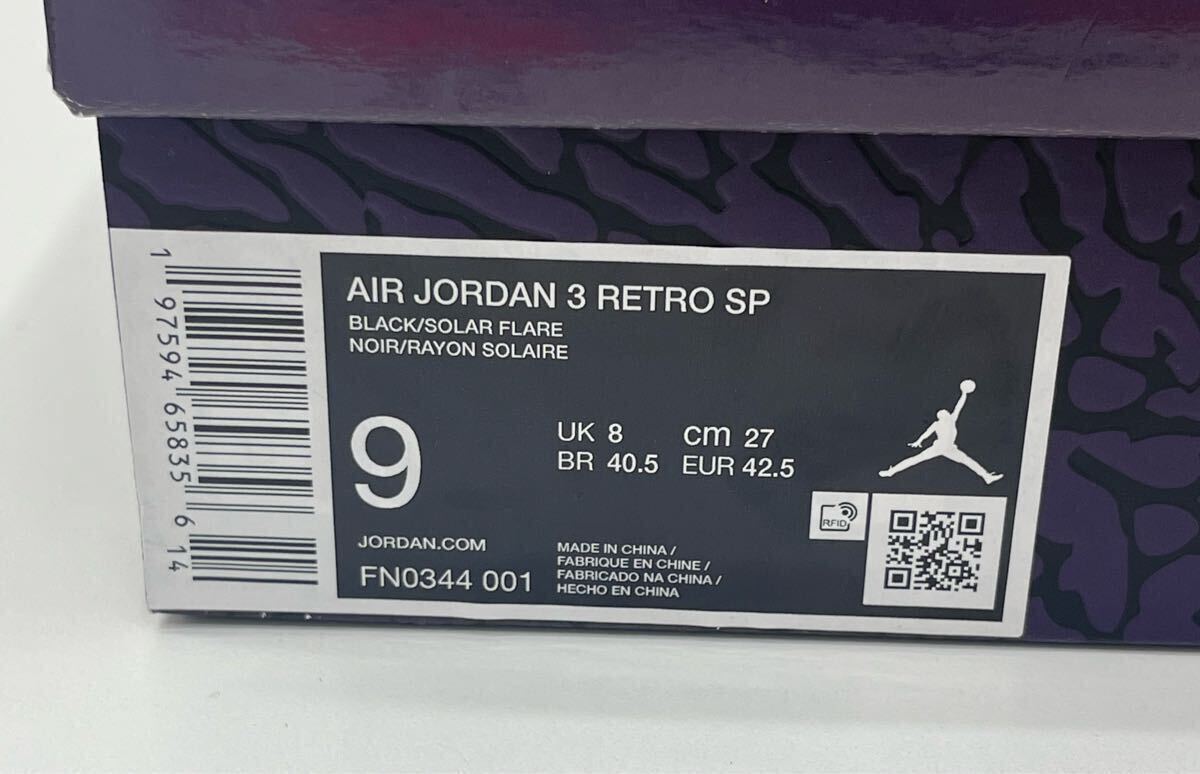 AIR JORDAN 3 RETRO SP
BLACK/SOLAR FLARE
NOIR/RAYON SOLAIRE
9
UK 8 cm 27
BR 40.5 EUR 42.5
RFID
JORDAN.COM
FN0344 001
MADE IN CHINA /
FABRIQUE EN CHINE /
FABRICADO NA CHINA /
HECHO EN CHINA
1 97594 65835 6 14